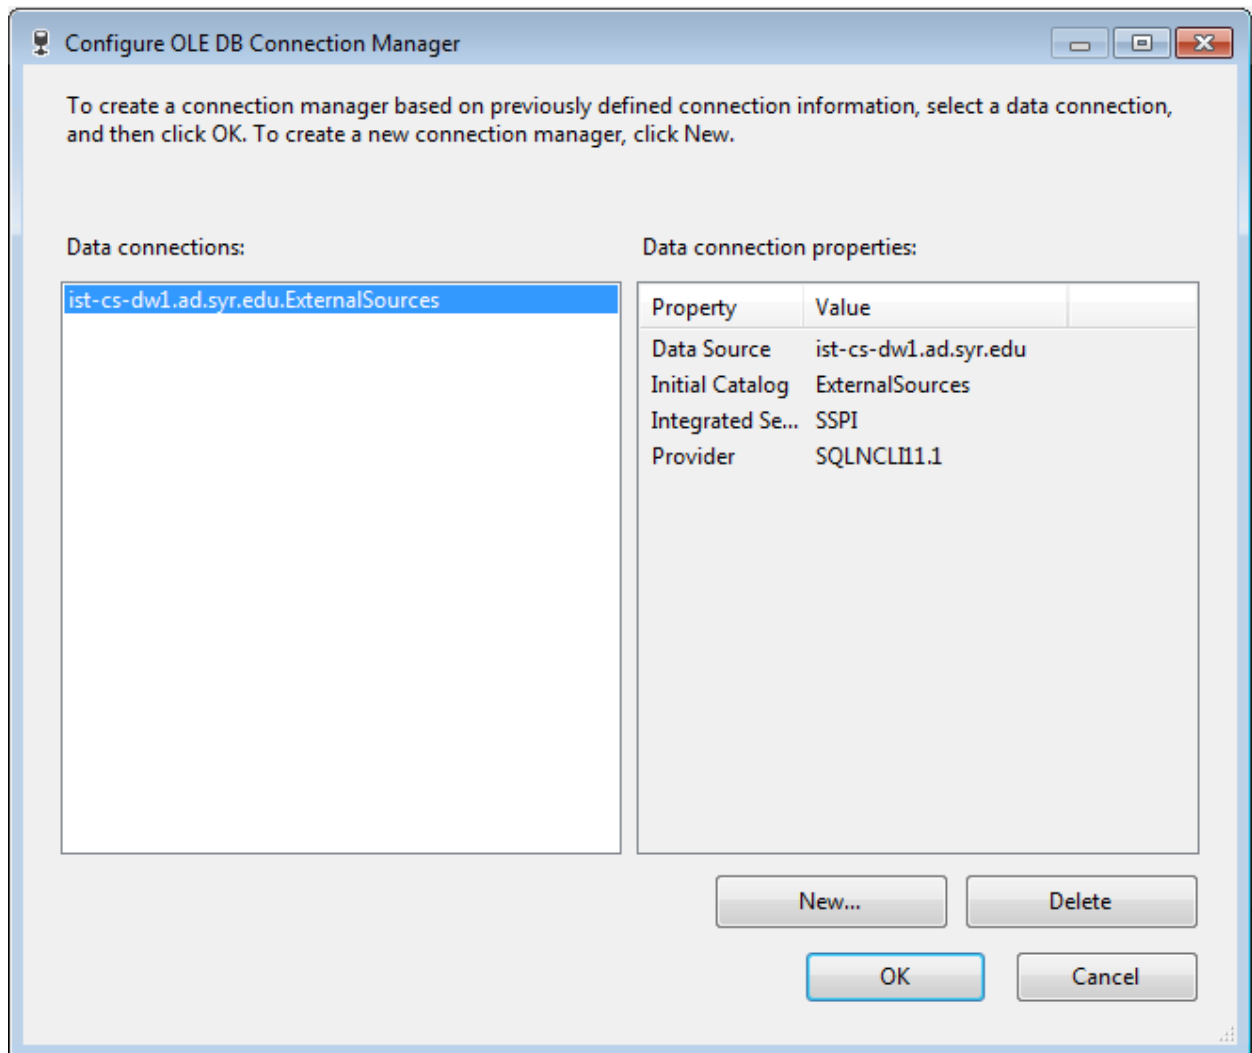 Configure OLE DB Connection Manager
To create a connection manager based on previously defined connection information, select a data connection,
and then click OK. To create a new connection manager, click New.
Data connections:
Data connection properties:
ist-cs-dw1.ad.syr.edu.ExternalSources
Property Value
Data Source ist-cs-dw1.ad.syr.edu
Initial Catalog ExternalSources
Integrated Se... SSPI
Provider SQLNCLI11.1
New... Delete
OK Cancel